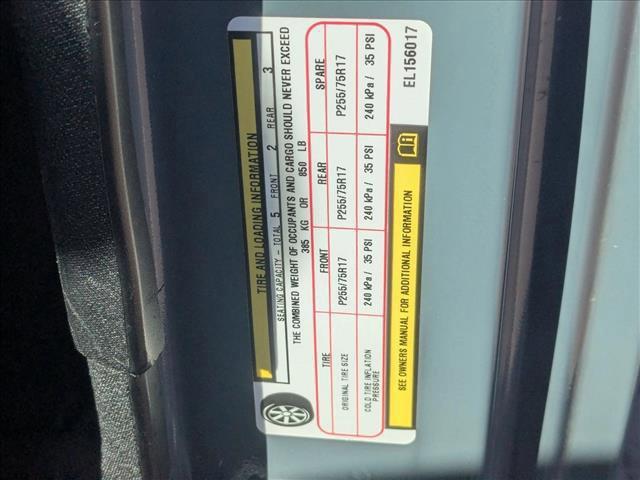 TIRE AND LOADING INFORMATION
SEATING CAPACITY - TOTAL 5 FRONT 2 REAR 3
THE COMBINED WEIGHT OF OCCUPANTS AND CARGO SHOULD NEVER EXCEED
385 KG OR 850 LB
TIRE FRONT REAR SPARE
ORIGINAL TIRE SIZE P255/75R17 P255/75R17 P255/75R17
COLD TIRE INFLATION PRESSURE 240 kPa / 35 PSI 240 kPa / 35 PSI 240 kPa / 35 PSI
SEE OWNERS MANUAL FOR ADDITIONAL INFORMATION
EL156017